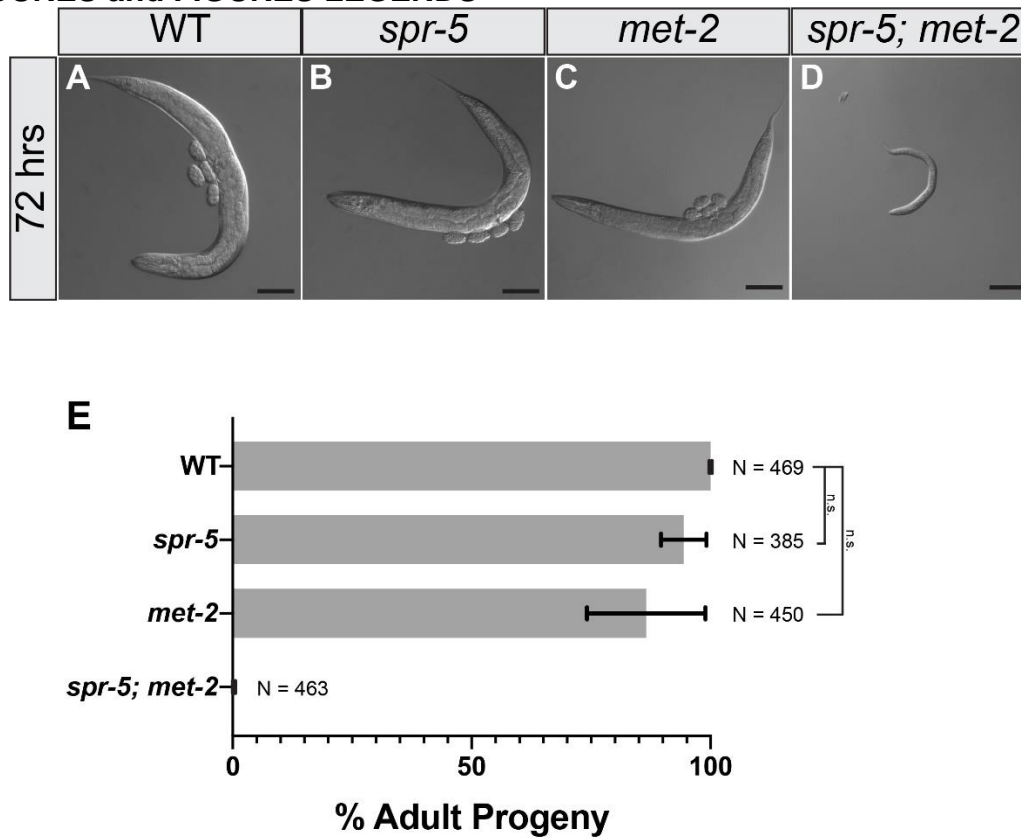 WT spr-5 met-2 spr-5; met-2
72 hrs
A B C D
E
WT N = 469
spr-5 N = 385
met-2 N = 450
spr-5; met-2 N = 463
n.s.
n.s.
0 50 100
% Adult Progeny